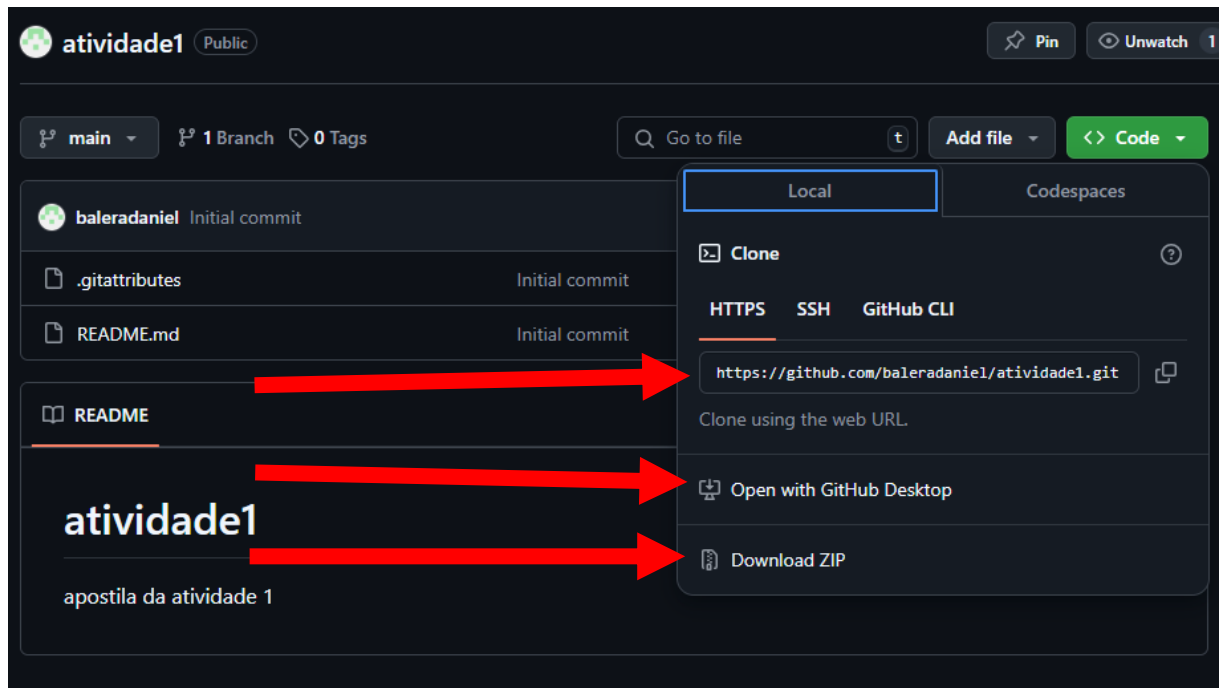 atividade1 Public Pin Unwatch 1
main 1 Branch 0 Tags Go to file t Add file <> Code
Local Codespaces
baleradaniel Initial commit
Clone
.gitattributes Initial commit
HTTPS SSH GitHub CLI
README.md Initial commit
https://github.com/baleradaniel/atividade1.git
README
Clone using the web URL.
Open with GitHub Desktop
atividade1
Download ZIP
apostila da atividade 1